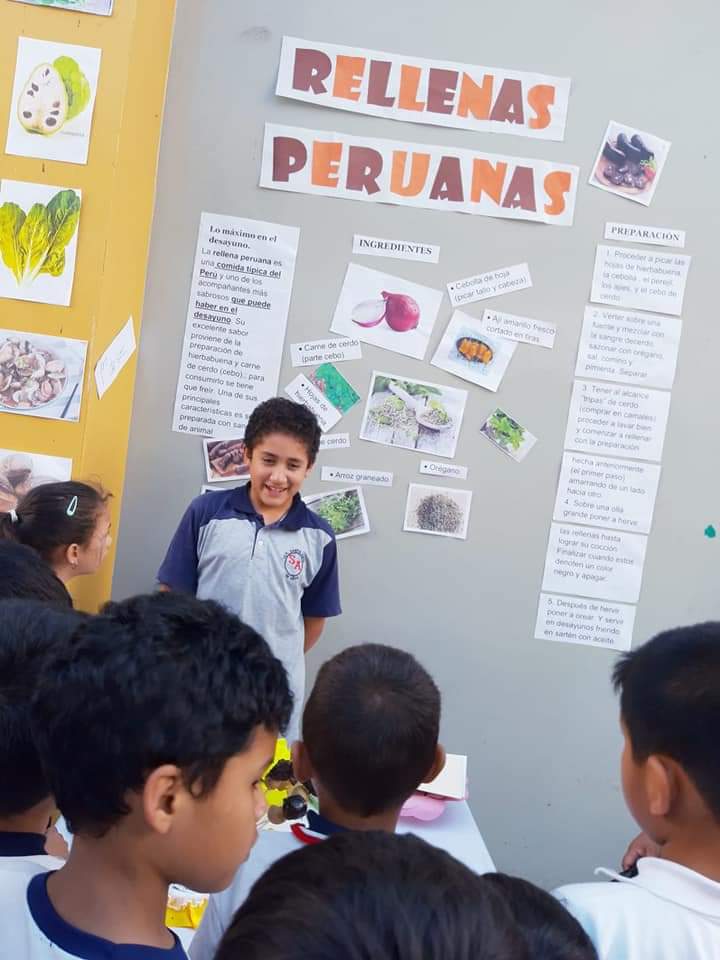 RELLENAS
PERUANAS
Lo máximo en el
desayuno.
La rellena peruana es
una comida típica del
Perú y uno de los
acompañantes más
sabrosos que puede
haber en el
desayuno. Su
excelente sabor
proviene de la
preparación de
hierbabuena y carne
de cerdo (cebo); para
consumirlo se tiene
que freír. Una de sus
principales
características es s
preparada con san
de animal
INGREDIENTES
• Cebolla de hoja
(picar tallo y cabeza).
• Ají amarillo fresco
cortado en tiras.
• Carne de cerdo
(parte cebo)
• Hojas de
hierbabuena
cerdo
• Arroz graneado
• Orégano
PREPARACIÓN
1. Proceder a picar las
hojas de hierbabuena,
la cebolla, el perejil,
los ajíes, y el cebo de
cerdo.
2. Verter sobre una
fuente y mezclar con
la sangre decerdo,
sazonar con orégano,
sal, comino y
pimienta. Separar.
3. Tener al alcance
"tripas" de cerdo
(comprar en camales)
proceder a lavar bien
y comenzar a rellenar
con la preparación
hecha anteriormente
(el primer paso)
amarrando de un lado
hacia otro.
4. Sobre una olla
grande poner a hervir
las rellenas hasta
lograr su cocción.
Finalizar cuando estos
denoten un color
negro y apagar.
5. Después de hervir
poner a orear. Y servir
en desayunos friendo
en sartén con aceite.
SA